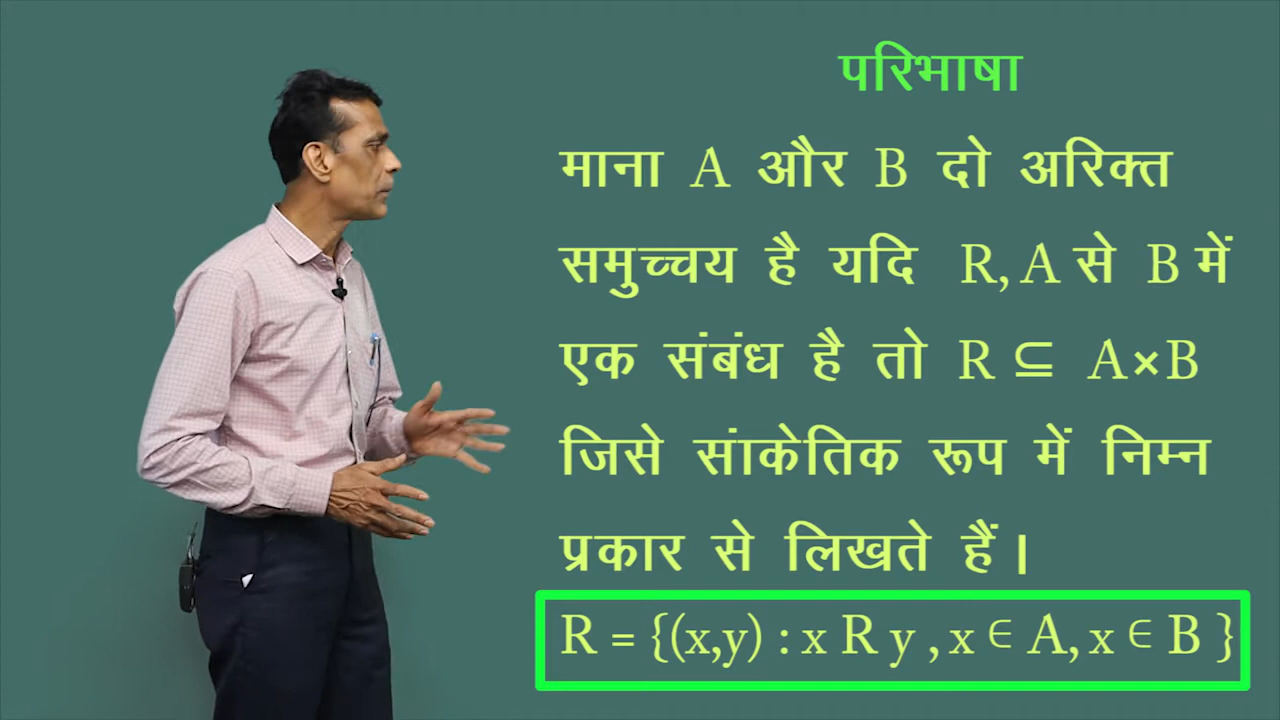 परिभाषा
माना A और B दो अरिक्त
समुच्चय है यदि R, A से B में
एक संबंध है तो R ⊆ A×B
जिसे सांकेतिक रूप में निम्न
प्रकार से लिखते हैं।
R = {(x,y) : x R y , x ∈ A, x ∈ B }